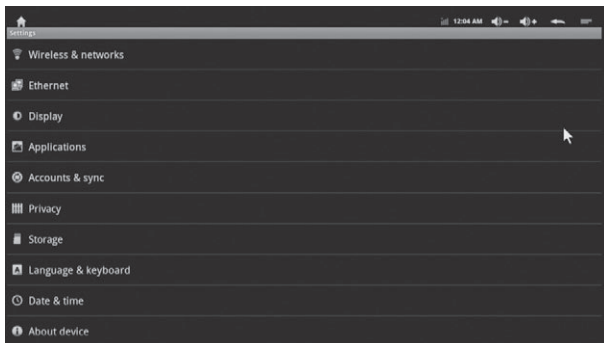 12:04 AM
Settings
Wireless & networks
Ethernet
Display
Applications
Accounts & sync
Privacy
Storage
Language & keyboard
Date & time
About device